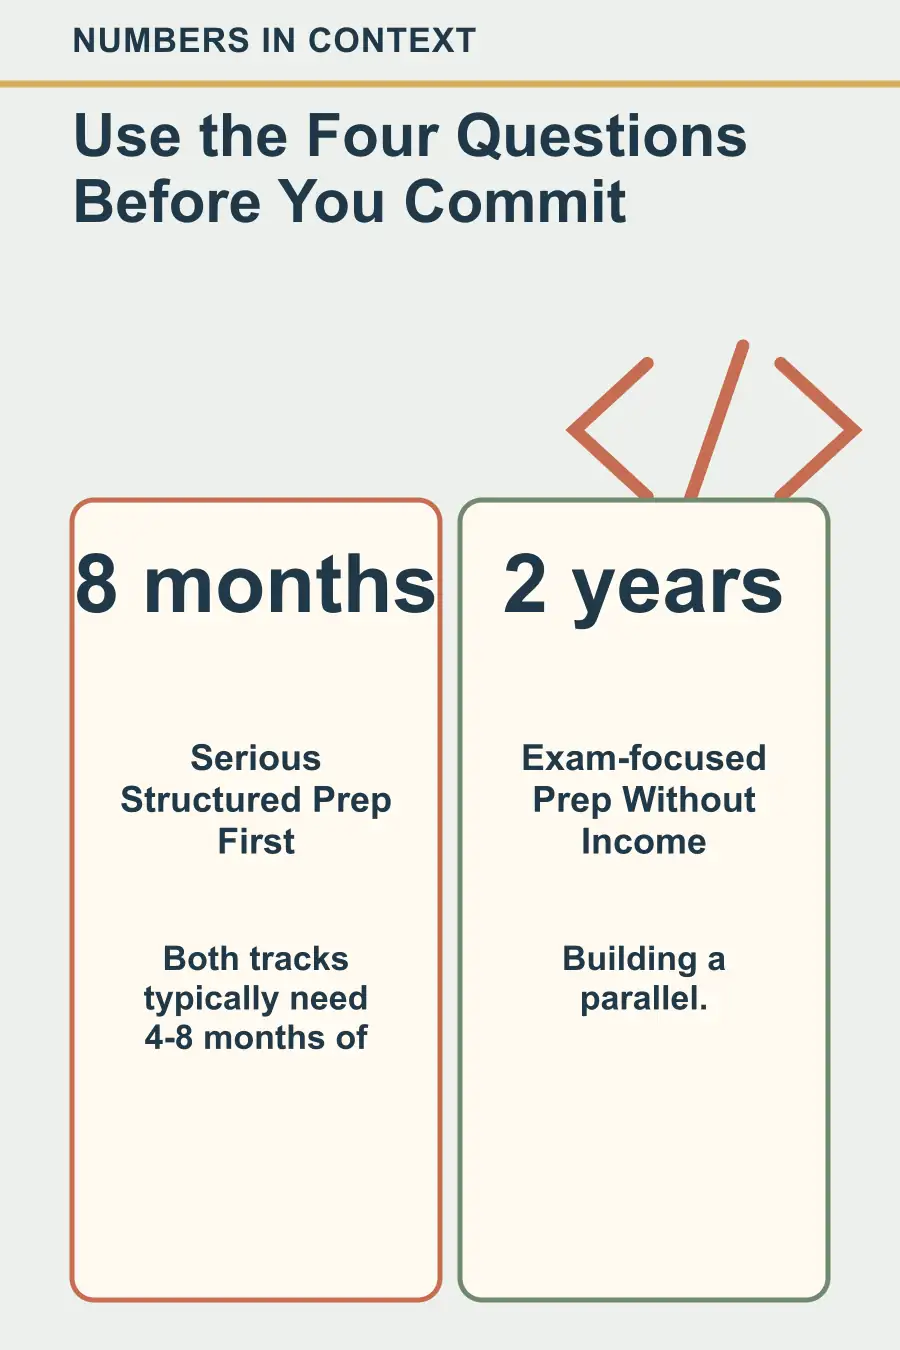 NUMBERS IN CONTEXT
Use the Four Questions
Before You Commit
8 months
Serious
Structured Prep
First
Both tracks
typically need
4-8 months of
2 years
Exam-focused
Prep Without
Income
Building a
parallel.